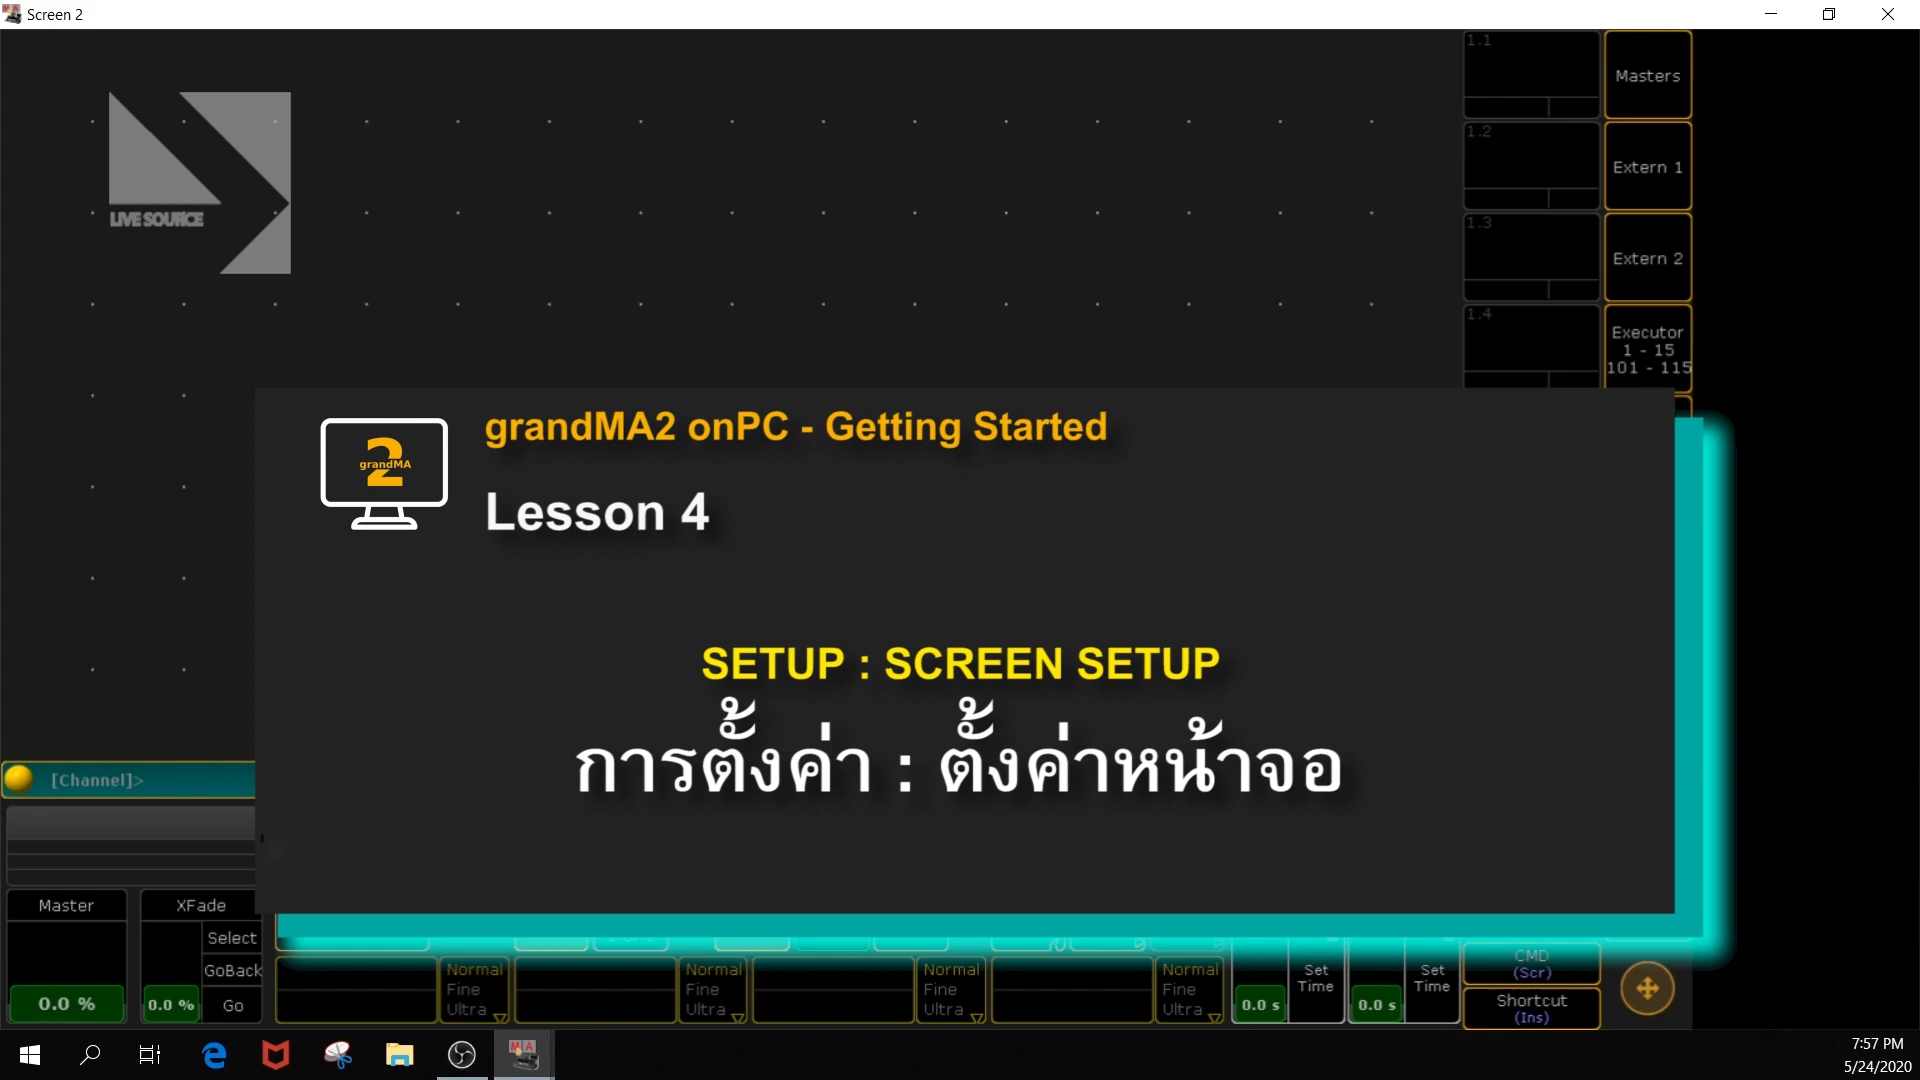 Screen 2
1.1
Masters
1.2
Extern 1
LIVE SOURCE
1.3
Extern 2
1.4
Executor
1 - 15
101 - 115
grandMA2 onPC - Getting Started
2
grandMA
Lesson 4
SETUP : SCREEN SETUP
การตั้งค่า : ตั้งค่าหน้าจอ
[Channel]>
Master
XFade
Select
GoBack
Go
0.0 %
0.0 %
Normal
Fine
Ultra
Normal
Fine
Ultra
Normal
Fine
Ultra
Normal
Fine
Ultra
0.0 s
Set
Time
0.0 s
Set
Time
CMD
(Scr)
Shortcut
(Ins)
MA
7:57 PM
5/24/2020